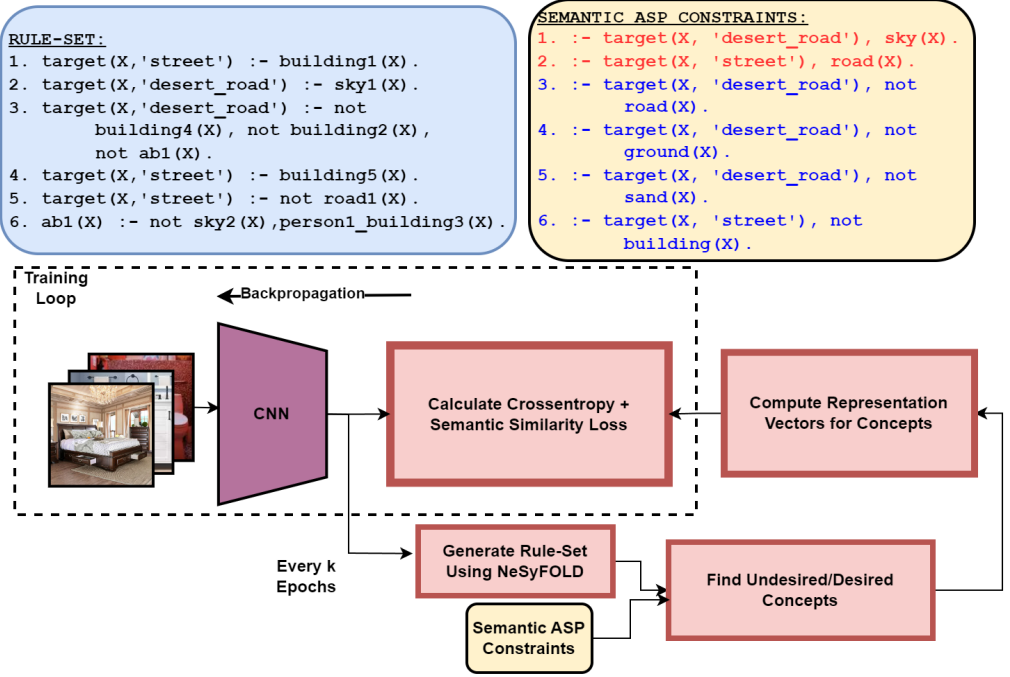 RULE-SET:
1. target(X,'street') :- building1(X).
2. target(X,'desert_road') :- sky1(X).
3. target(X,'desert_road') :- not
building4(X), not building2(X),
not ab1(X).
4. target(X,'street') :- building5(X).
5. target(X,'street') :- not road1(X).
6. ab1(X) :- not sky2(X),person1_building3(X).
SEMANTIC ASP CONSTRAINTS:
1. :- target(X, 'desert_road'), sky(X).
2. :- target(X, 'street'), road(X).
3. :- target(X, 'desert_road'), not
road(X).
4. :- target(X, 'desert_road'), not
ground(X).
5. :- target(X, 'desert_road'), not
sand(X).
6. :- target(X, 'street'), not
building(X).
Training
Loop
Backpropagation
CNN
Calculate Crossentropy +
Semantic Similarity Loss
Compute Representation
Vectors for Concepts
Every k
Epochs
Generate Rule-Set
Using NeSyFOLD
Semantic ASP
Constraints
Find Undesired/Desired
Concepts